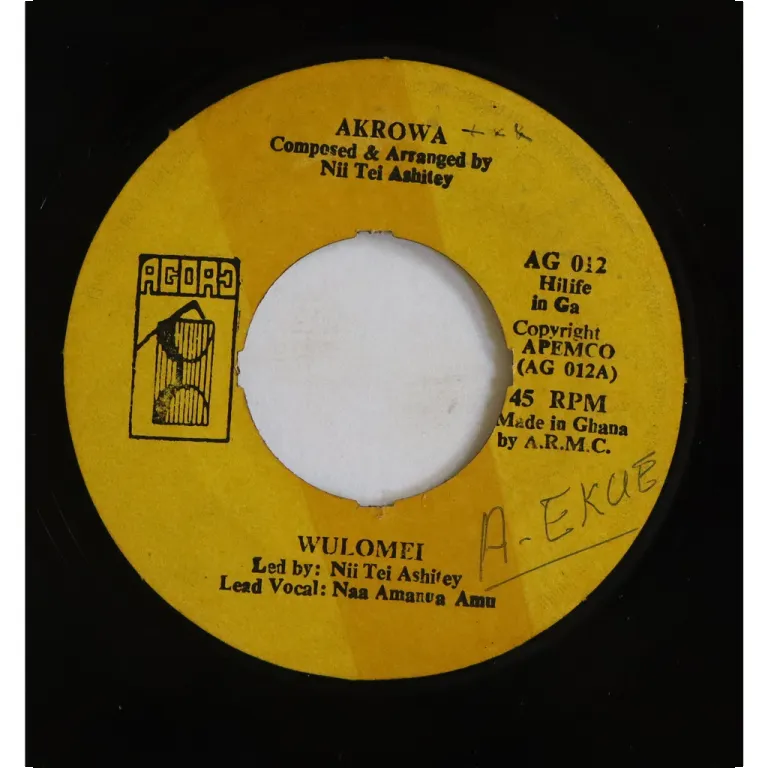 AKROWA
Composed & Arranged by
Nii Tei Ashitey
AGORO
AG 012
Hilife
in Ga
Copyright
APEMCO
(AG 012A)
45 RPM
Made in Ghana
by A.R.M.C.
A-EKUE
WULOMEI
Led by: Nii Tei Ashitey
Lead Vocal: Naa Amanua Amu